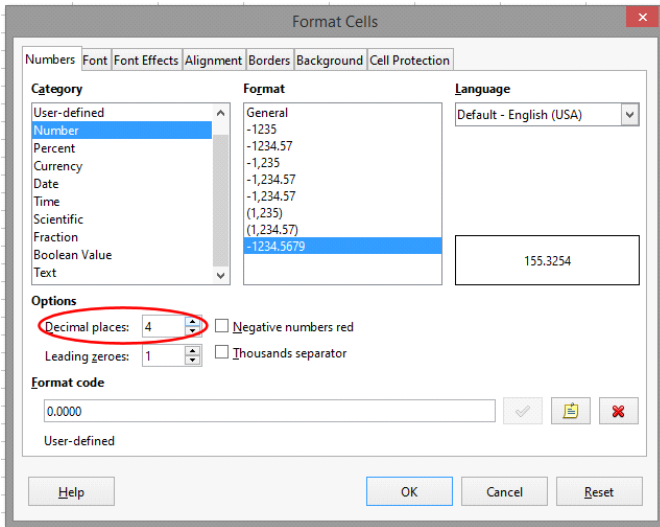 Format Cells
Numbers Font Font Effects Alignment Borders Background Cell Protection
Category
User-defined
Number
Percent
Currency
Date
Time
Scientific
Fraction
Boolean Value
Text
Format
General
-1235
-1234.57
-1,235
-1,234.57
-1,234.57
(1,235)
(1,234.57)
-1234.5679
Language
Default - English (USA)
155.3254
Options
Decimal places: 4
Negative numbers red
Leading zeroes: 1
Thousands separator
Format code
0.0000
User-defined
Help OK Cancel Reset